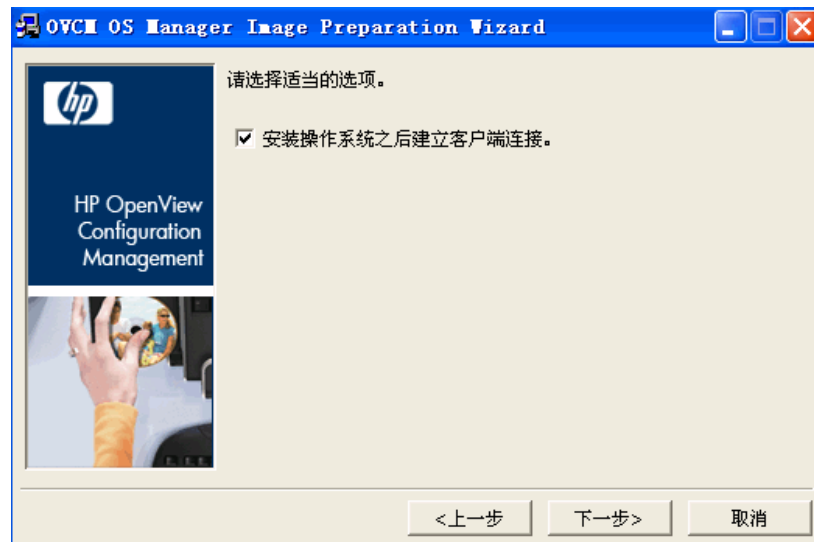 OVCM OS Manager Image Preparation Wizard
hp
请选择适当的选项。
安装操作系统之后建立客户端连接。
HP OpenView
Configuration
Management
<上一步
下一步>
取消